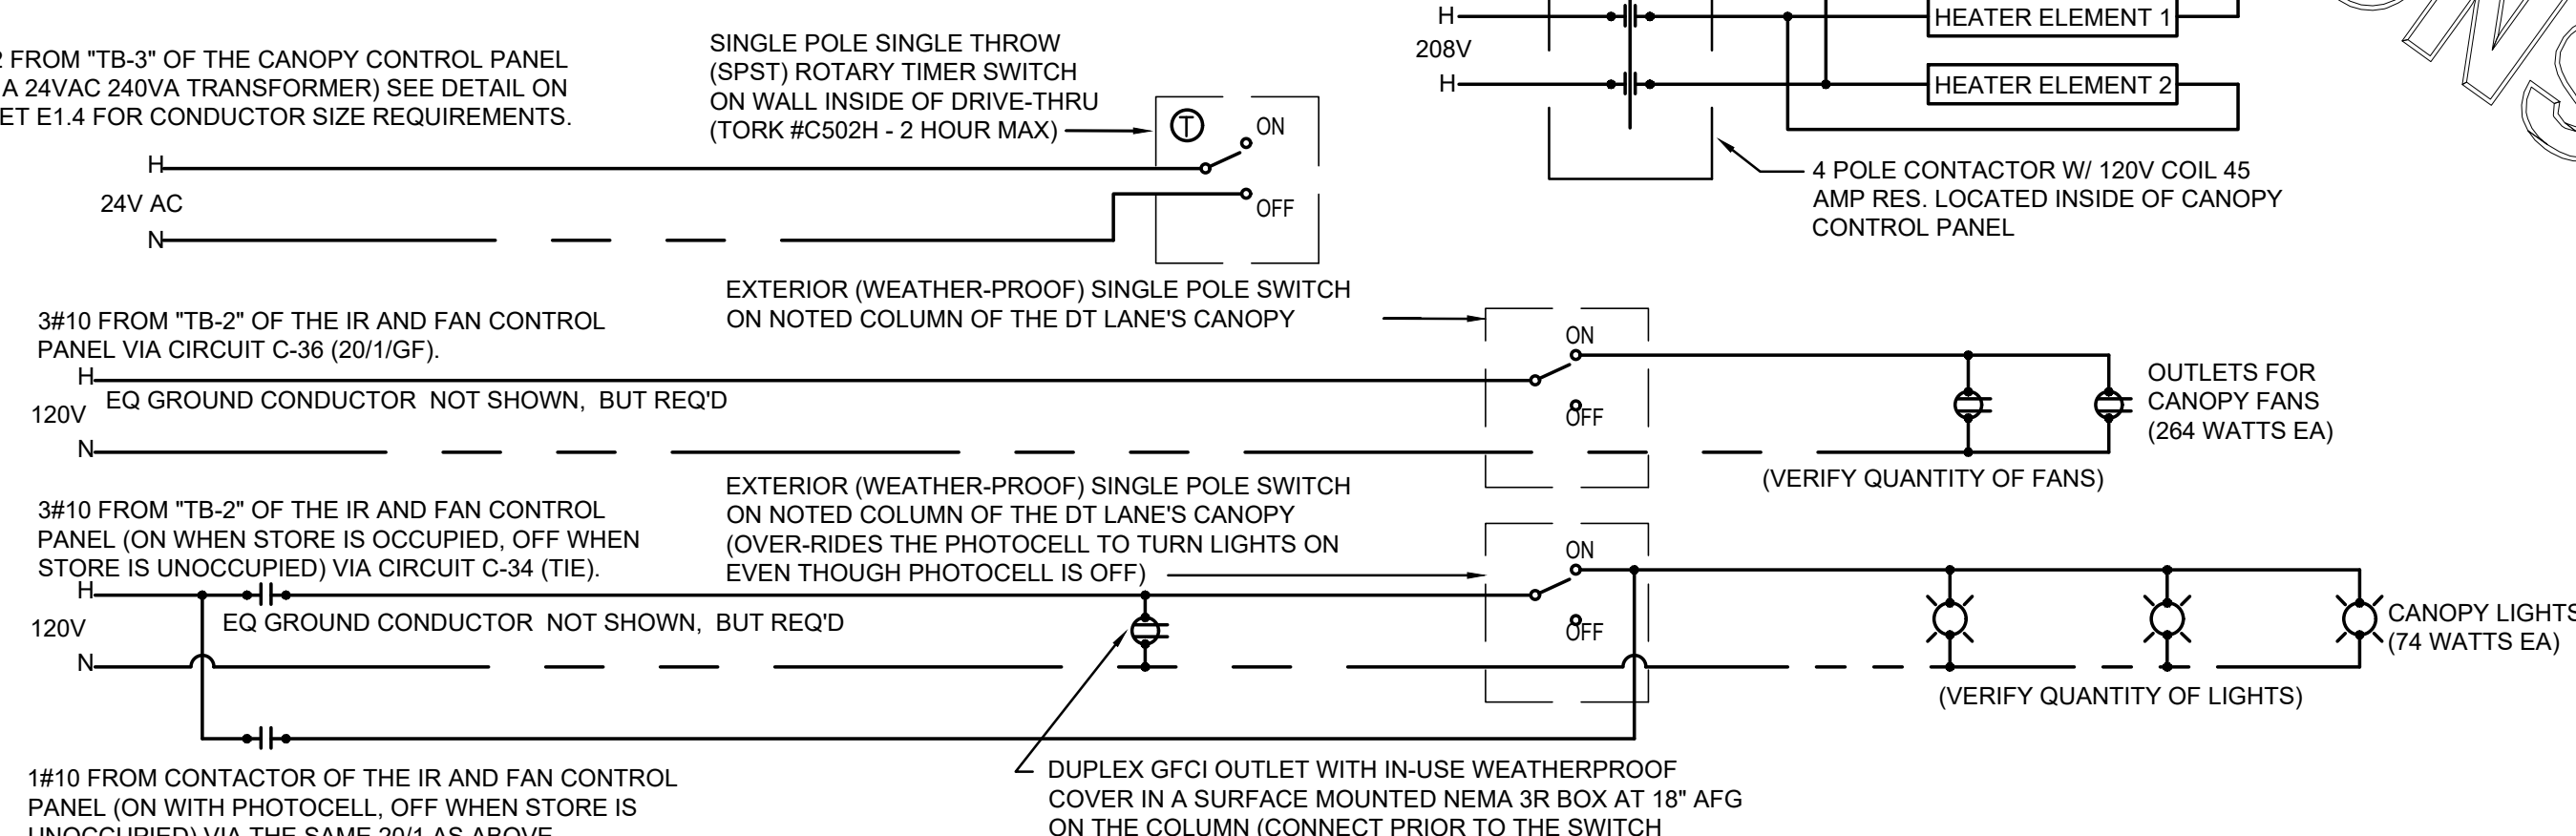 2 FROM "TB-3" OF THE CANOPY CONTROL PANEL
A 24VAC 240VA TRANSFORMER) SEE DETAIL ON
ET E1.4 FOR CONDUCTOR SIZE REQUIREMENTS.
SINGLE POLE SINGLE THROW
(SPST) ROTARY TIMER SWITCH
ON WALL INSIDE OF DRIVE-THRU
(TORK #C502H - 2 HOUR MAX)
T
ON
OFF
H
24V AC
N
H
208V
H
HEATER ELEMENT 1
HEATER ELEMENT 2
4 POLE CONTACTOR W/ 120V COIL 45
AMP RES. LOCATED INSIDE OF CANOPY
CONTROL PANEL
EXTERIOR (WEATHER-PROOF) SINGLE POLE SWITCH
ON NOTED COLUMN OF THE DT LANE'S CANOPY
3#10 FROM "TB-2" OF THE IR AND FAN CONTROL
PANEL VIA CIRCUIT C-36 (20/1/GF).
H
EQ GROUND CONDUCTOR NOT SHOWN, BUT REQ'D
120V
N
ON
OFF
OUTLETS FOR
CANOPY FANS
(264 WATTS EA)
(VERIFY QUANTITY OF FANS)
EXTERIOR (WEATHER-PROOF) SINGLE POLE SWITCH
ON NOTED COLUMN OF THE DT LANE'S CANOPY
(OVER-RIDES THE PHOTOCELL TO TURN LIGHTS ON
EVEN THOUGH PHOTOCELL IS OFF)
3#10 FROM "TB-2" OF THE IR AND FAN CONTROL
PANEL (ON WHEN STORE IS OCCUPIED, OFF WHEN
STORE IS UNOCCUPIED) VIA CIRCUIT C-34 (TIE).
H
EQ GROUND CONDUCTOR NOT SHOWN, BUT REQ'D
120V
N
ON
OFF
CANOPY LIGHTS
(74 WATTS EA)
(VERIFY QUANTITY OF LIGHTS)
1#10 FROM CONTACTOR OF THE IR AND FAN CONTROL
PANEL (ON WITH PHOTOCELL, OFF WHEN STORE IS
UNOCCUPIED) VIA THE SAME 20/1 AS ABOVE
DUPLEX GFCI OUTLET WITH IN-USE WEATHERPROOF
COVER IN A SURFACE MOUNTED NEMA 3R BOX AT 18" AFG
ON THE COLUMN (CONNECT PRIOR TO THE SWITCH